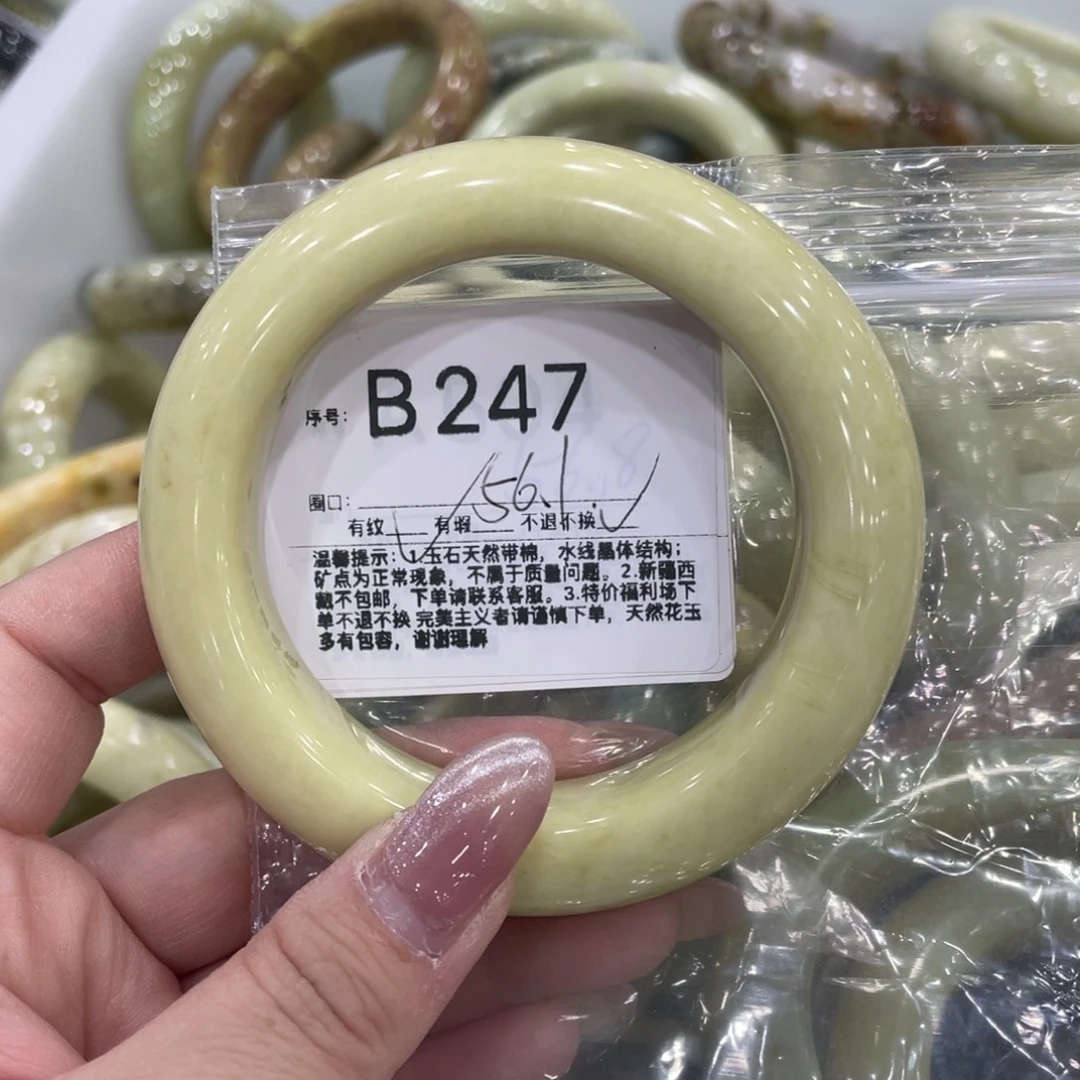 序号: B247
圈口: 56.1
有纹 ✓ 有瑕 不退不换 ✓
温馨提示: 1.玉石天然带棉, 水线晶体结构;
矿点为正常现象, 不属于质量问题。2.新疆西
藏不包邮, 下单请联系客服。3.特价福利场下
单不退不换 完美主义者请谨慎下单, 天然花玉
多有包容, 谢谢理解